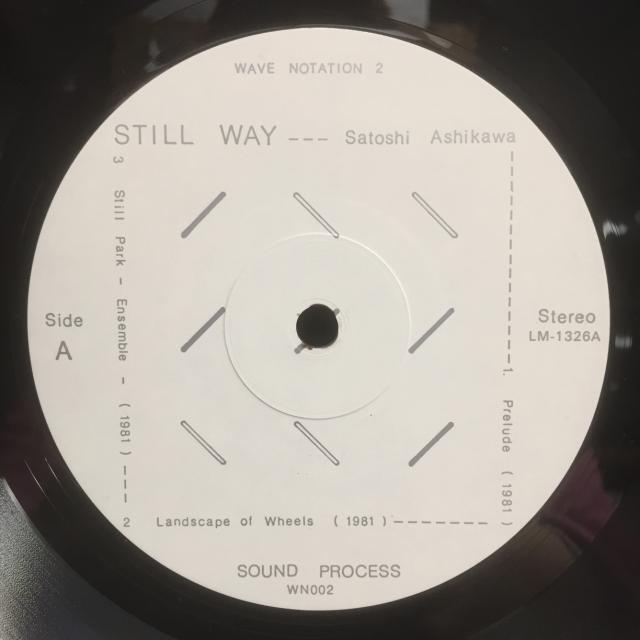 WAVE NOTATION 2
STILL WAY --- Satoshi Ashikawa
1. Prelude (1981)
2 Landscape of Wheels (1981)
3 Still Park - Ensemble - (1981)
Side
A
Stereo
LM-1326A
SOUND PROCESS
WN002